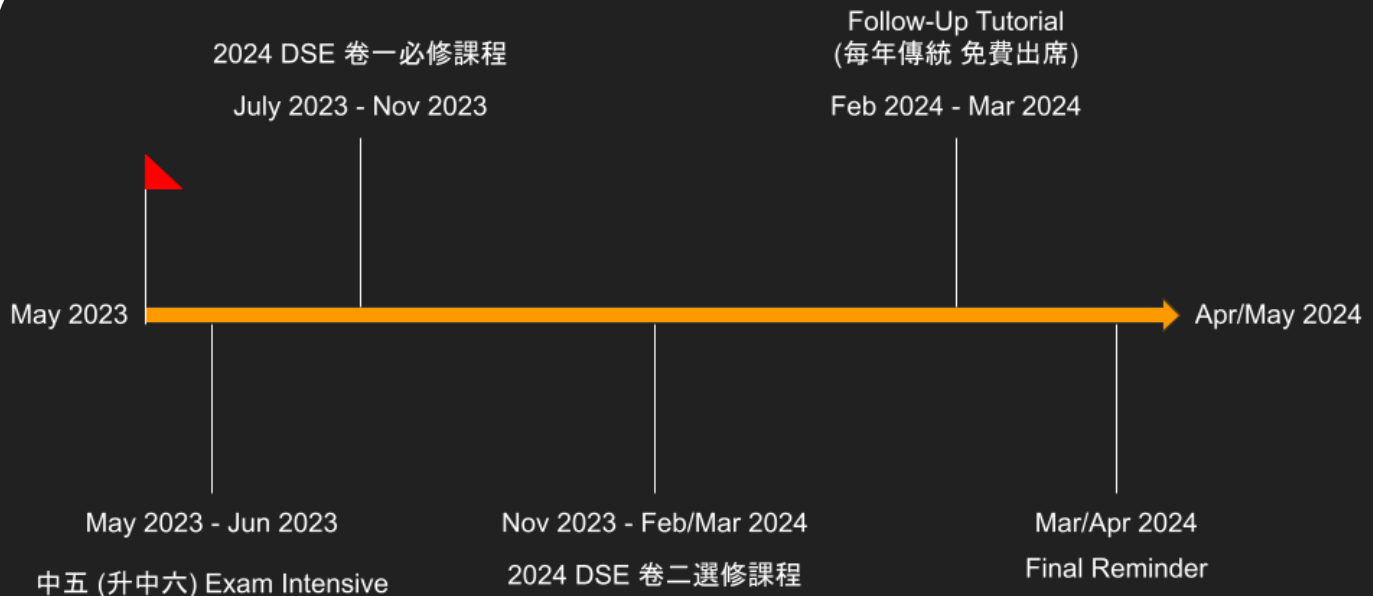 Follow-Up Tutorial
(每年傳統 免費出席)
Feb 2024 - Mar 2024
2024 DSE 卷一必修課程
July 2023 - Nov 2023
May 2023
Apr/May 2024
May 2023 - Jun 2023
中五 (升中六) Exam Intensive
Nov 2023 - Feb/Mar 2024
2024 DSE 卷二選修課程
Mar/Apr 2024
Final Reminder